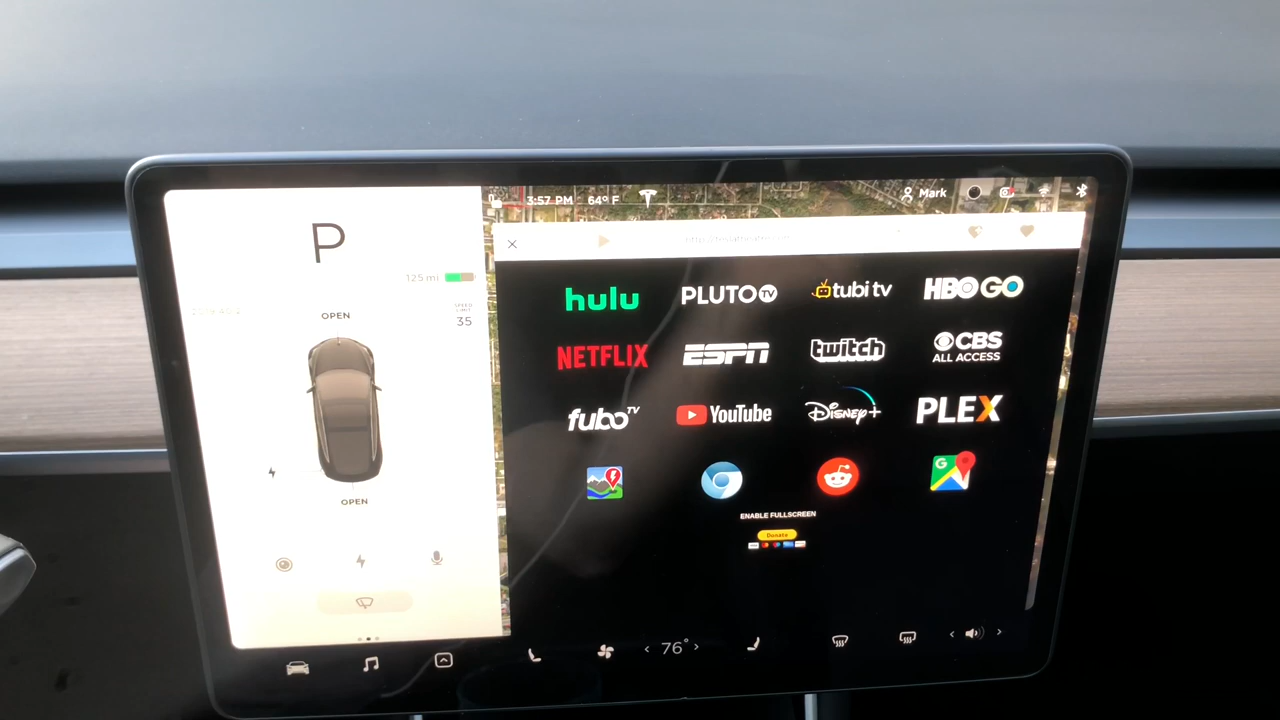 P
125 mi
SPEED
LIMIT
35
OPEN
OPEN
3:57 PM 64° F
Mark
hulu
PLUTO TV
tubi tv
HBO GO
NETFLIX
ESPN
twitch
CBS
ALL ACCESS
fubo TV
YouTube
Disney+
PLEX
G
ENABLE FULLSCREEN
Donate
< 76° >